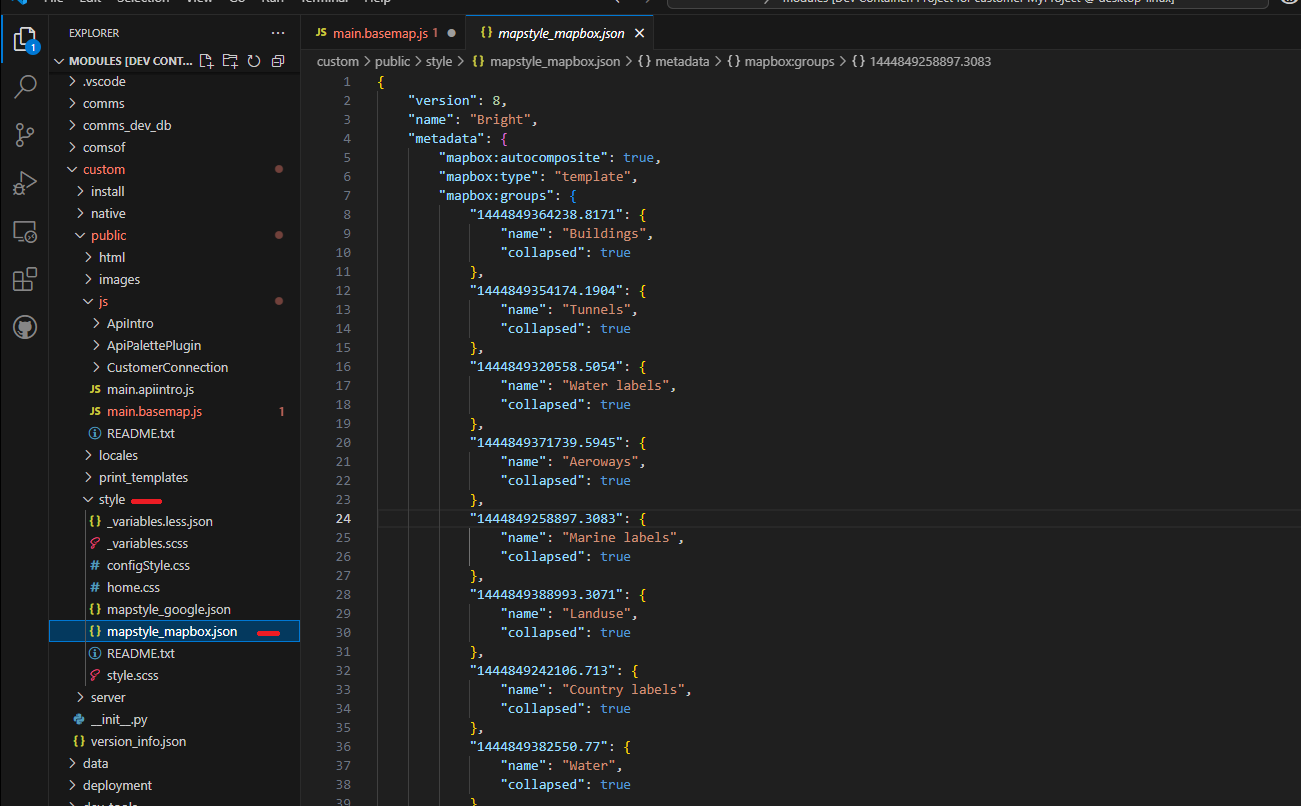 File Edit Selection View Go Run Terminal Help
modules [Dev Container Project for customer MyProject @ desktop-linux]
EXPLORER
MODULES [DEV CONT...
.vscode
comms
comms_dev_db
comsof
custom
install
native
public
html
images
js
ApiIntro
ApiPalettePlugin
CustomerConnection
JS main.apiintro.js
JS main.basemap.js 1
README.txt
locales
print_templates
style
{} _variables.less.json
_variables.scss
# configStyle.css
# home.css
{} mapstyle_google.json
{} mapstyle_mapbox.json
README.txt
style.scss
server
__init__.py
{} version_info.json
data
deployment
dev_tools
1
JS main.basemap.js 1 ● {} mapstyle_mapbox.json ×
custom > public > style > {} mapstyle_mapbox.json > {} metadata > {} mapbox:groups > {} 1444849258897.3083
1 {
2 "version": 8,
3 "name": "Bright",
4 "metadata": {
5 "mapbox:autocomposite": true,
6 "mapbox:type": "template",
7 "mapbox:groups": {
8 "1444849364238.8171": {
9 "name": "Buildings",
10 "collapsed": true
11 },
12 "1444849354174.1904": {
13 "name": "Tunnels",
14 "collapsed": true
15 },
16 "1444849320558.5054": {
17 "name": "Water labels",
18 "collapsed": true
19 },
20 "1444849371739.5945": {
21 "name": "Aeroways",
22 "collapsed": true
23 },
24 "1444849258897.3083": {
25 "name": "Marine labels",
26 "collapsed": true
27 },
28 "1444849388993.3071": {
29 "name": "Landuse",
30 "collapsed": true
31 },
32 "1444849242106.713": {
33 "name": "Country labels",
34 "collapsed": true
35 },
36 "1444849382550.77": {
37 "name": "Water",
38 "collapsed": true
39 }